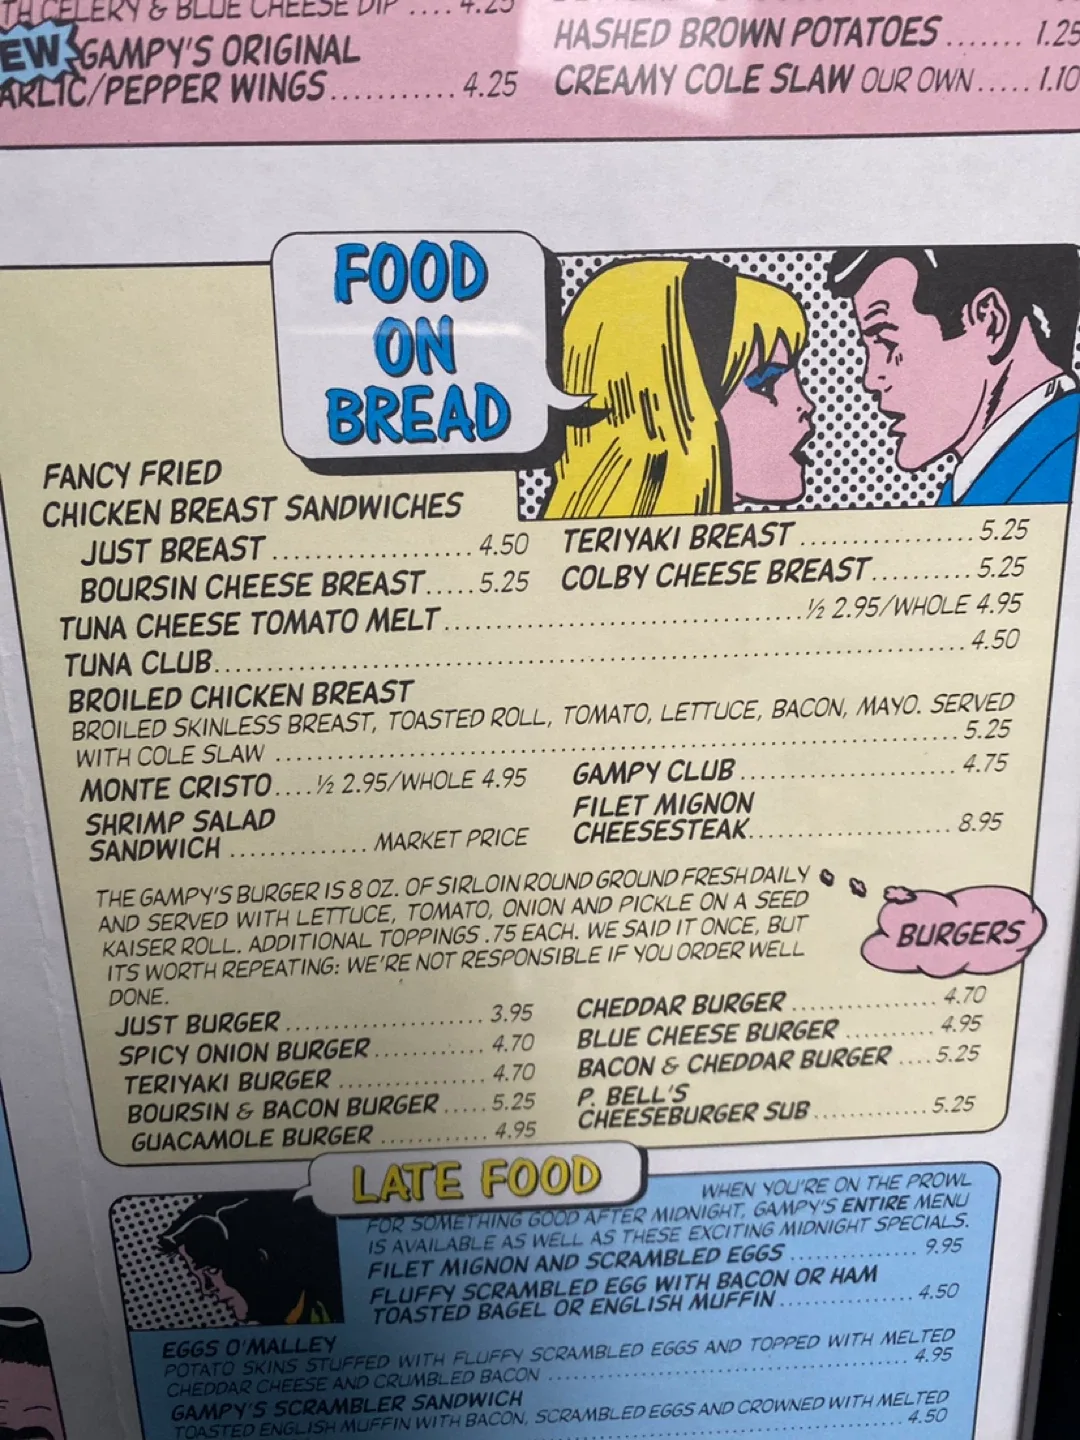 TH CELERY & BLUE CHEESE DIP .... 4.25
EW GAMPY'S ORIGINAL
ARLIC/PEPPER WINGS........... 4.25
HASHED BROWN POTATOES ....... 1.25
CREAMY COLE SLAW OUR OWN ..... 1.10
FOOD
ON
BREAD
FANCY FRIED
CHICKEN BREAST SANDWICHES
JUST BREAST ................... 4.50
BOURSIN CHEESE BREAST..... 5.25
TERIYAKI BREAST ................. 5.25
COLBY CHEESE BREAST.......... 5.25
TUNA CHEESE TOMATO MELT .................................... ½ 2.95/WHOLE 4.95
TUNA CLUB........................................................................ 4.50
BROILED CHICKEN BREAST
BROILED SKINLESS BREAST, TOASTED ROLL, TOMATO, LETTUCE, BACON, MAYO. SERVED
WITH COLE SLAW .................................................................... 5.25
MONTE CRISTO.... ½ 2.95/WHOLE 4.95
SHRIMP SALAD
SANDWICH .............. MARKET PRICE
GAMPY CLUB ...................... 4.75
FILET MIGNON
CHEESESTEAK.................... 8.95
THE GAMPY'S BURGER IS 8 OZ. OF SIRLOIN ROUND GROUND FRESH DAILY
AND SERVED WITH LETTUCE, TOMATO, ONION AND PICKLE ON A SEED
KAISER ROLL. ADDITIONAL TOPPINGS .75 EACH. WE SAID IT ONCE, BUT
ITS WORTH REPEATING: WE'RE NOT RESPONSIBLE IF YOU ORDER WELL
DONE.
BURGERS
JUST BURGER .................... 3.95
SPICY ONION BURGER........... 4.70
TERIYAKI BURGER ............... 4.70
BOURSIN & BACON BURGER ..... 5.25
GUACAMOLE BURGER ........... 4.95
CHEDDAR BURGER .............. 4.70
BLUE CHEESE BURGER ......... 4.95
BACON & CHEDDAR BURGER .... 5.25
P. BELL'S
CHEESEBURGER SUB............ 5.25
LATE FOOD
WHEN YOU'RE ON THE PROWL
FOR SOMETHING GOOD AFTER MIDNIGHT, GAMPY'S ENTIRE MENU
IS AVAILABLE AS WELL AS THESE EXCITING MIDNIGHT SPECIALS.
FILET MIGNON AND SCRAMBLED EGGS ............. 9.95
FLUFFY SCRAMBLED EGG WITH BACON OR HAM
TOASTED BAGEL OR ENGLISH MUFFIN................. 4.50
EGGS O'MALLEY
POTATO SKINS STUFFED WITH FLUFFY SCRAMBLED EGGS AND TOPPED WITH MELTED
CHEDDAR CHEESE AND CRUMBLED BACON .............................. 4.95
GAMPY'S SCRAMBLER SANDWICH
TOASTED ENGLISH MUFFIN WITH BACON, SCRAMBLED EGGS AND CROWNED WITH MELTED
4.50